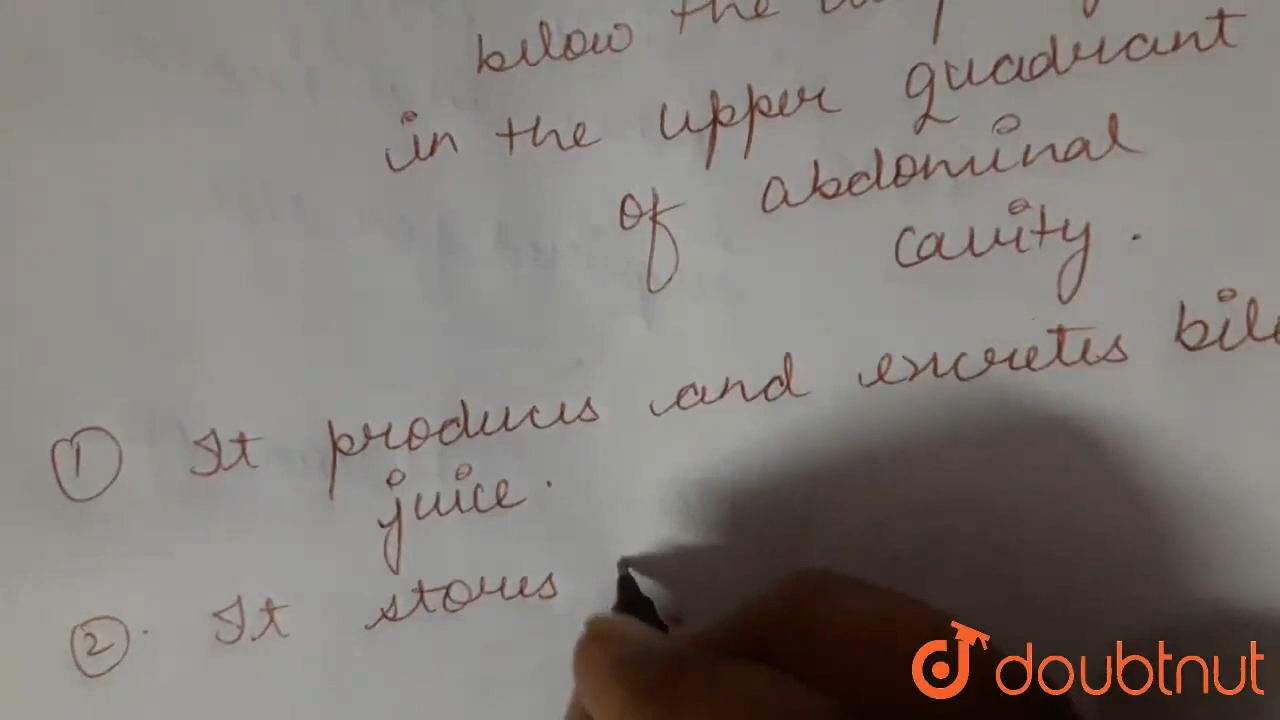 below the
in the upper quadrant
of abdominal
cavity.
① It produces and excretes
juice.
②. It stores
doubtnut